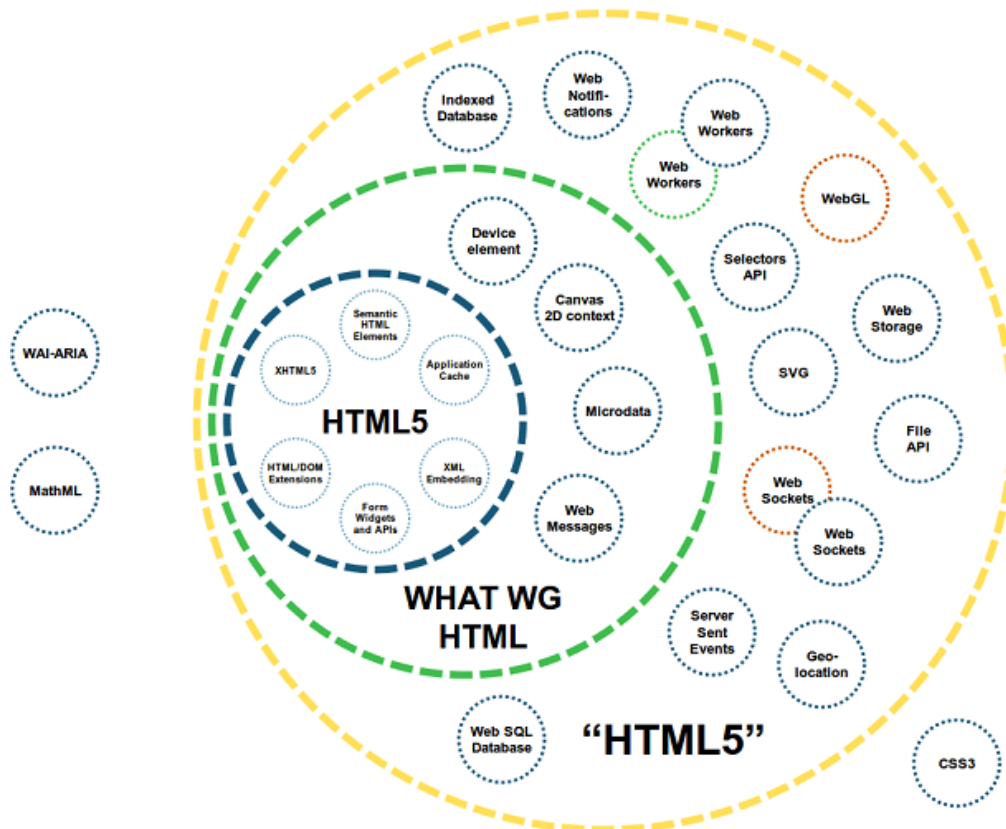 Web
Notifi-
cations
Indexed
Database
Web
Workers
Web
Workers
WebGL
Device
element
Selectors
API
Canvas
2D context
Web
Storage
Semantic
HTML
Elements
WAI-ARIA
XHTML5
Application
Cache
SVG
HTML5
Microdata
File
API
MathML
HTML/DOM
Extensions
XML
Embedding
Web
Sockets
Form
Widgets
and APIs
Web
Messages
Web
Sockets
WHAT WG
HTML
Server
Sent
Events
Geo-
location
Web SQL
Database
“HTML5”
CSS3